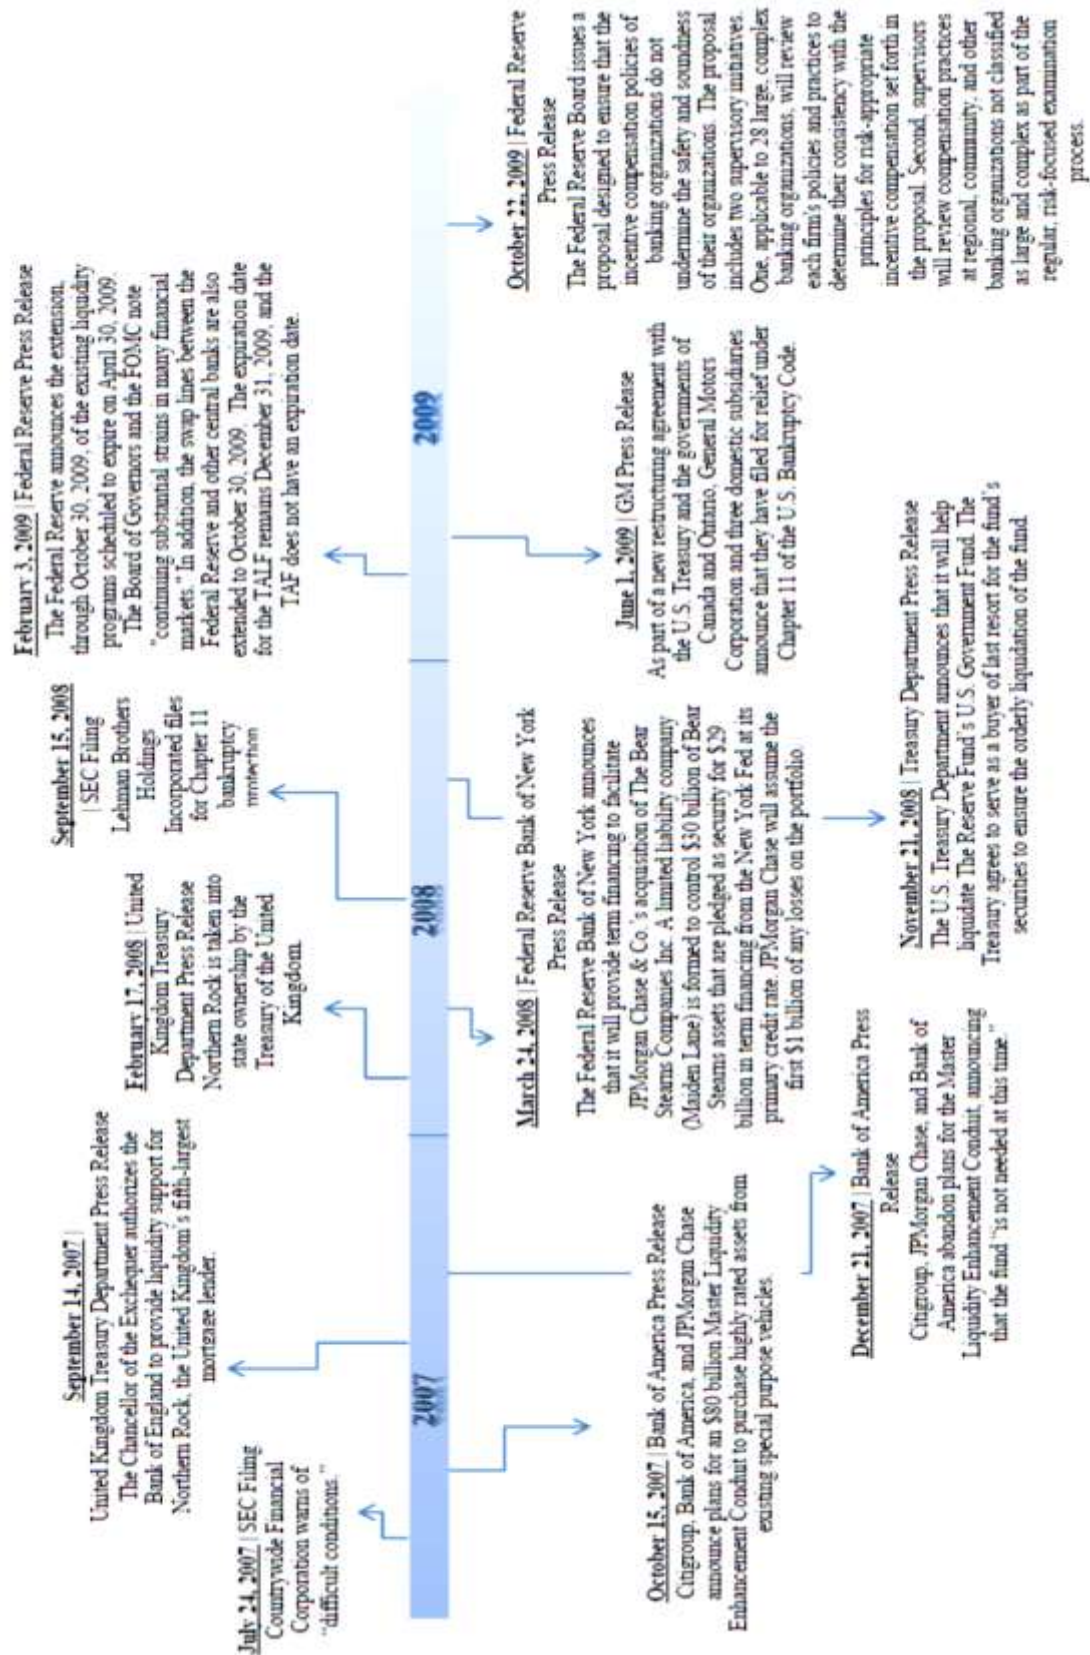 July 24, 2007 | SEC Filing
Countrywide Financial
Corporation warns of
“difficult conditions.”
September 14, 2007 |
United Kingdom Treasury Department Press Release
The Chancellor of the Exchequer authorizes the
Bank of England to provide liquidity support for
Northern Rock, the United Kingdom’s fifth-largest
mortgage lender.
February 17, 2008 | United
Kingdom Treasury
Department Press Release
Northern Rock is taken into
state ownership by the
Treasury of the United
Kingdom.
September 15, 2008
| SEC Filing
Lehman Brothers
Holdings
Incorporated files
for Chapter 11
bankruptcy
protection
February 3, 2009 | Federal Reserve Press Release
The Federal Reserve announces the extension,
through October 30, 2009, of the existing liquidity
programs scheduled to expire on April 30, 2009.
The Board of Governors and the FOMC note
“continuing substantial strains in many financial
markets.” In addition, the swap lines between the
Federal Reserve and other central banks are also
extended to October 30, 2009. The expiration date
for the TALF remains December 31, 2009, and the
TAF does not have an expiration date.
2007
2008
2009
October 15, 2007 | Bank of America Press Release
Citigroup, Bank of America, and JPMorgan Chase
announce plans for an $80 billion Master Liquidity
Enhancement Conduit to purchase highly rated assets from
existing special purpose vehicles.
December 21, 2007 | Bank of America Press
Release
Citigroup, JPMorgan Chase, and Bank of
America abandon plans for the Master
Liquidity Enhancement Conduit, announcing
that the fund “is not needed at this time.”
March 24, 2008 | Federal Reserve Bank of New York
Press Release
The Federal Reserve Bank of New York announces
that it will provide term financing to facilitate
JPMorgan Chase & Co.’s acquisition of The Bear
Stearns Companies Inc. A limited liability company
(Maiden Lane) is formed to control $30 billion of Bear
Stearns assets that are pledged as security for $29
billion in term financing from the New York Fed at its
primary credit rate. JPMorgan Chase will assume the
first $1 billion of any losses on the portfolio.
November 21, 2008 | Treasury Department Press Release
The U.S. Treasury Department announces that it will help
liquidate The Reserve Fund’s U.S. Government Fund. The
Treasury agrees to serve as a buyer of last resort for the fund’s
securities to ensure the orderly liquidation of the fund.
June 1, 2009 | GM Press Release
As part of a new restructuring agreement with
the U.S. Treasury and the governments of
Canada and Ontario, General Motors
Corporation and three domestic subsidiaries
announce that they have filed for relief under
Chapter 11 of the U.S. Bankruptcy Code.
October 22, 2009 | Federal Reserve
Press Release
The Federal Reserve Board issues a
proposal designed to ensure that the
incentive compensation policies of
banking organizations do not
undermine the safety and soundness
of their organizations. The proposal
includes two supervisory initiatives.
One, applicable to 28 large, complex
banking organizations, will review
each firm’s policies and practices to
determine their consistency with the
principles for risk-appropriate
incentive compensation set forth in
the proposal. Second, supervisors
will review compensation practices
at regional, community, and other
banking organizations not classified
as large and complex as part of the
regular, risk-focused examination
process.